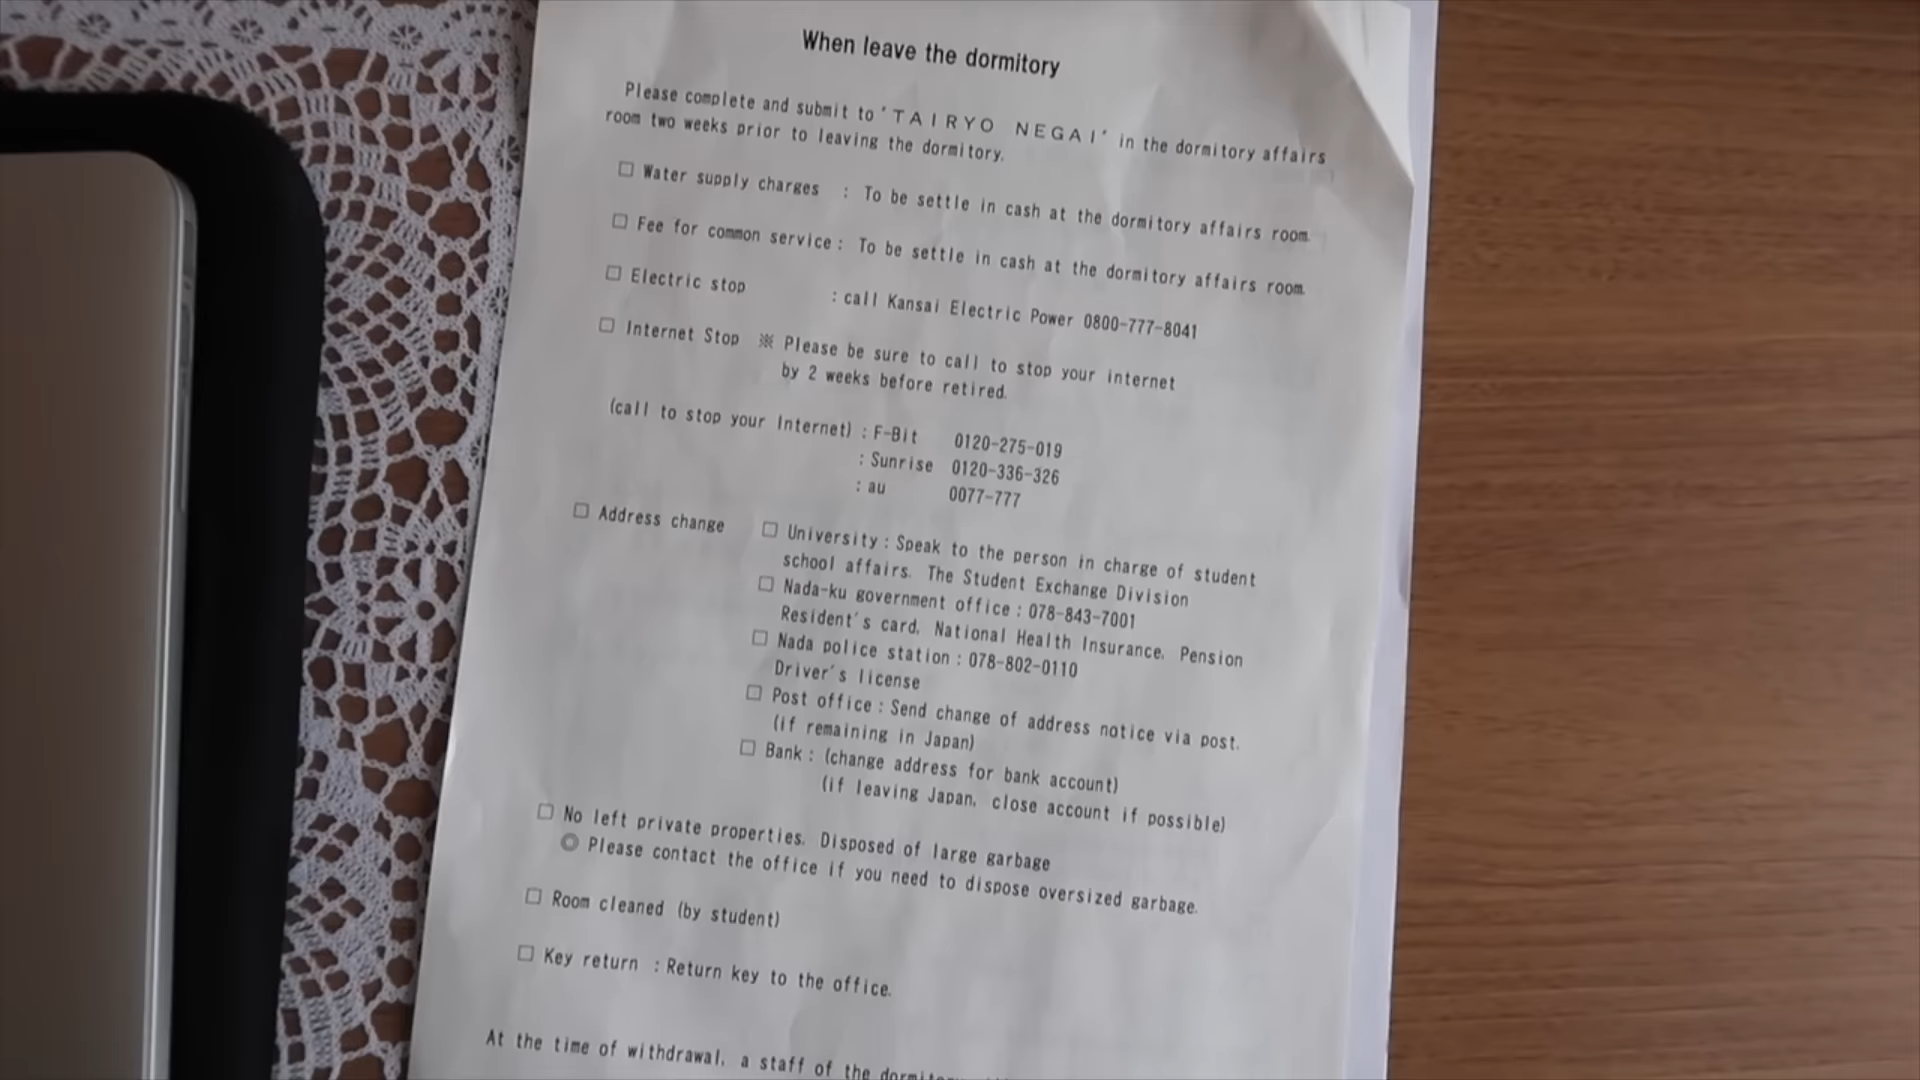 When leave the dormitory
Please complete and submit to 'ＴＡＩＲＹＯ ＮＥＧＡＩ' in the dormitory affairs
room two weeks prior to leaving the dormitory.
□ Water supply charges : To be settle in cash at the dormitory affairs room.
□ Fee for common service : To be settle in cash at the dormitory affairs room.
□ Electric stop : call Kansai Electric Power 0800-777-8041
□ Internet Stop ※ Please be sure to call to stop your internet
by 2 weeks before retired.
(call to stop your Internet) : F-Bit 0120-275-019
: Sunrise 0120-336-326
: au 0077-777
□ Address change □ University : Speak to the person in charge of student
school affairs. The Student Exchange Division
□ Nada-ku government office : 078-843-7001
Resident's card, National Health Insurance, Pension
□ Nada police station : 078-802-0110
Driver's license
□ Post office : Send change of address notice via post.
(if remaining in Japan)
□ Bank : (change address for bank account)
(if leaving Japan, close account if possible)
□ No left private properties. Disposed of large garbage
◎ Please contact the office if you need to dispose oversized garbage.
□ Room cleaned (by student)
□ Key return : Return key to the office.
At the time of withdrawal, a staff of the